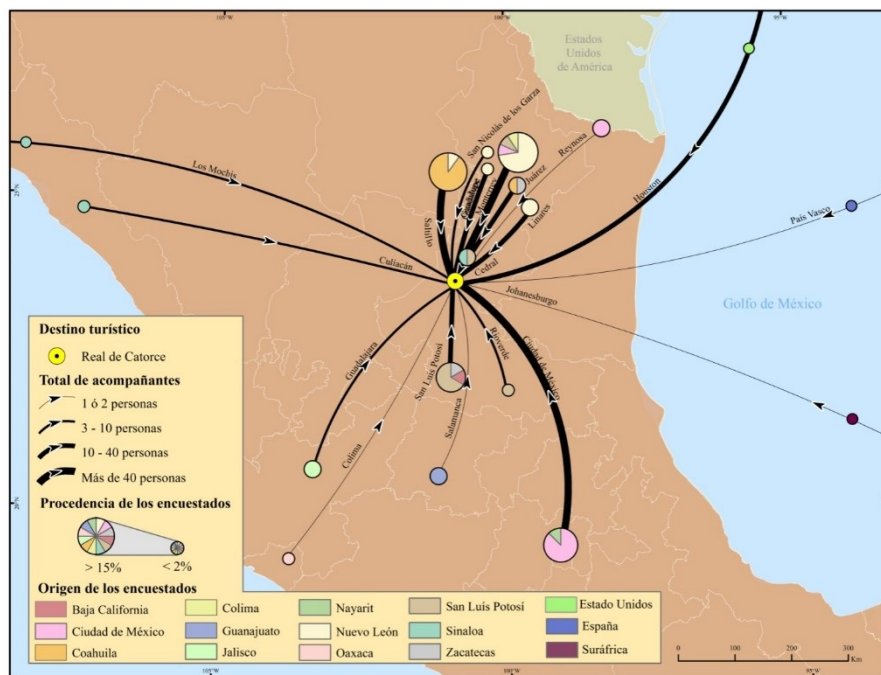 105°W
100°W
95°W
Estados
Unidos
de América
San Nicolás de los Garza
Reynosa
Juárez
Monterrey
Guadalupe
Linares
Saltillo
Houston
Los Mochis
25°N
País Vasco
Culiacán
Cedral
Johanesburgo
Golfo de México
Guadalajara
San Luis Potosí
Rioverde
Ciudad de México
Salamanca
Colima
20°N
Destino turístico
Real de Catorce
Total de acompañantes
1 ó 2 personas
3 - 10 personas
10 - 40 personas
Más de 40 personas
Procedencia de los encuestados
> 15%
< 2%
Origen de los encuestados
Baja California
Colima
Nayarit
San Luís Potosí
Estado Unidos
Ciudad de México
Guanajuato
Nuevo León
Sinaloa
España
Coahuila
Jalisco
Oaxaca
Zacatecas
Suráfrica
0
100
200
300
Km
105°W
100°W
95°W